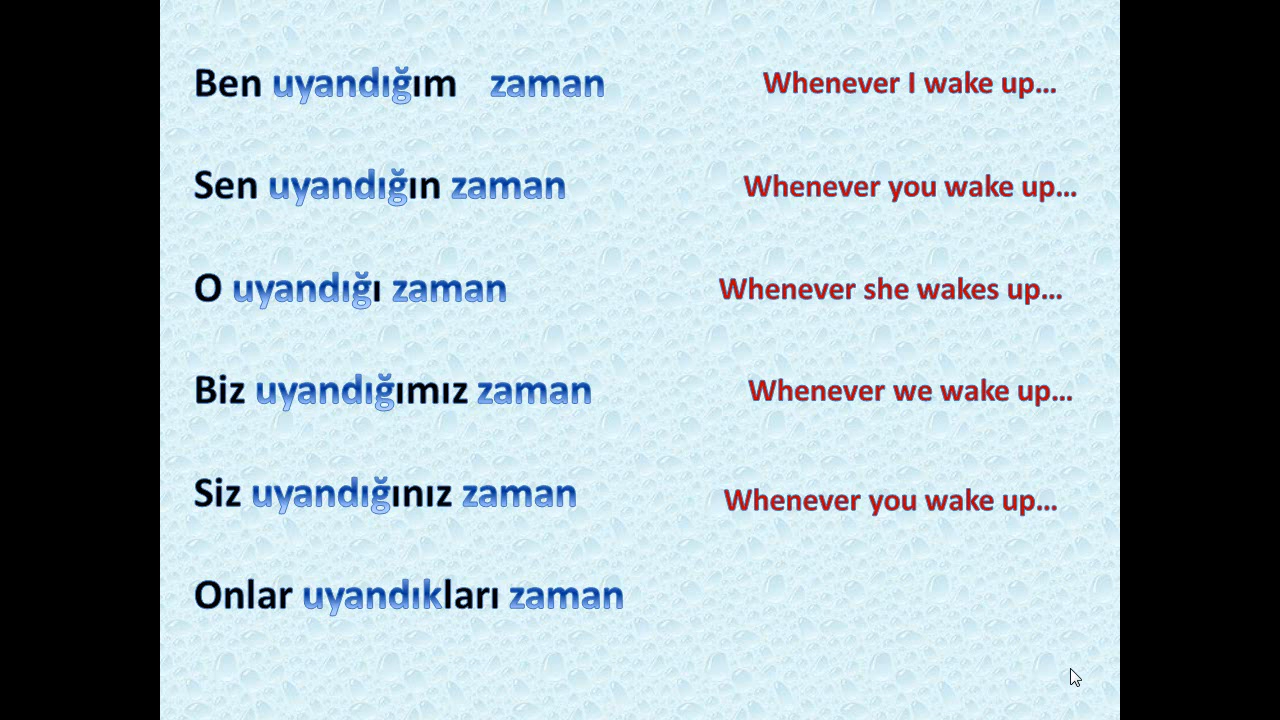 Ben uyandığım zaman Whenever I wake up...
Sen uyandığın zaman Whenever you wake up...
O uyandığı zaman Whenever she wakes up...
Biz uyandığımız zaman Whenever we wake up...
Siz uyandığınız zaman Whenever you wake up...
Onlar uyandıkları zaman